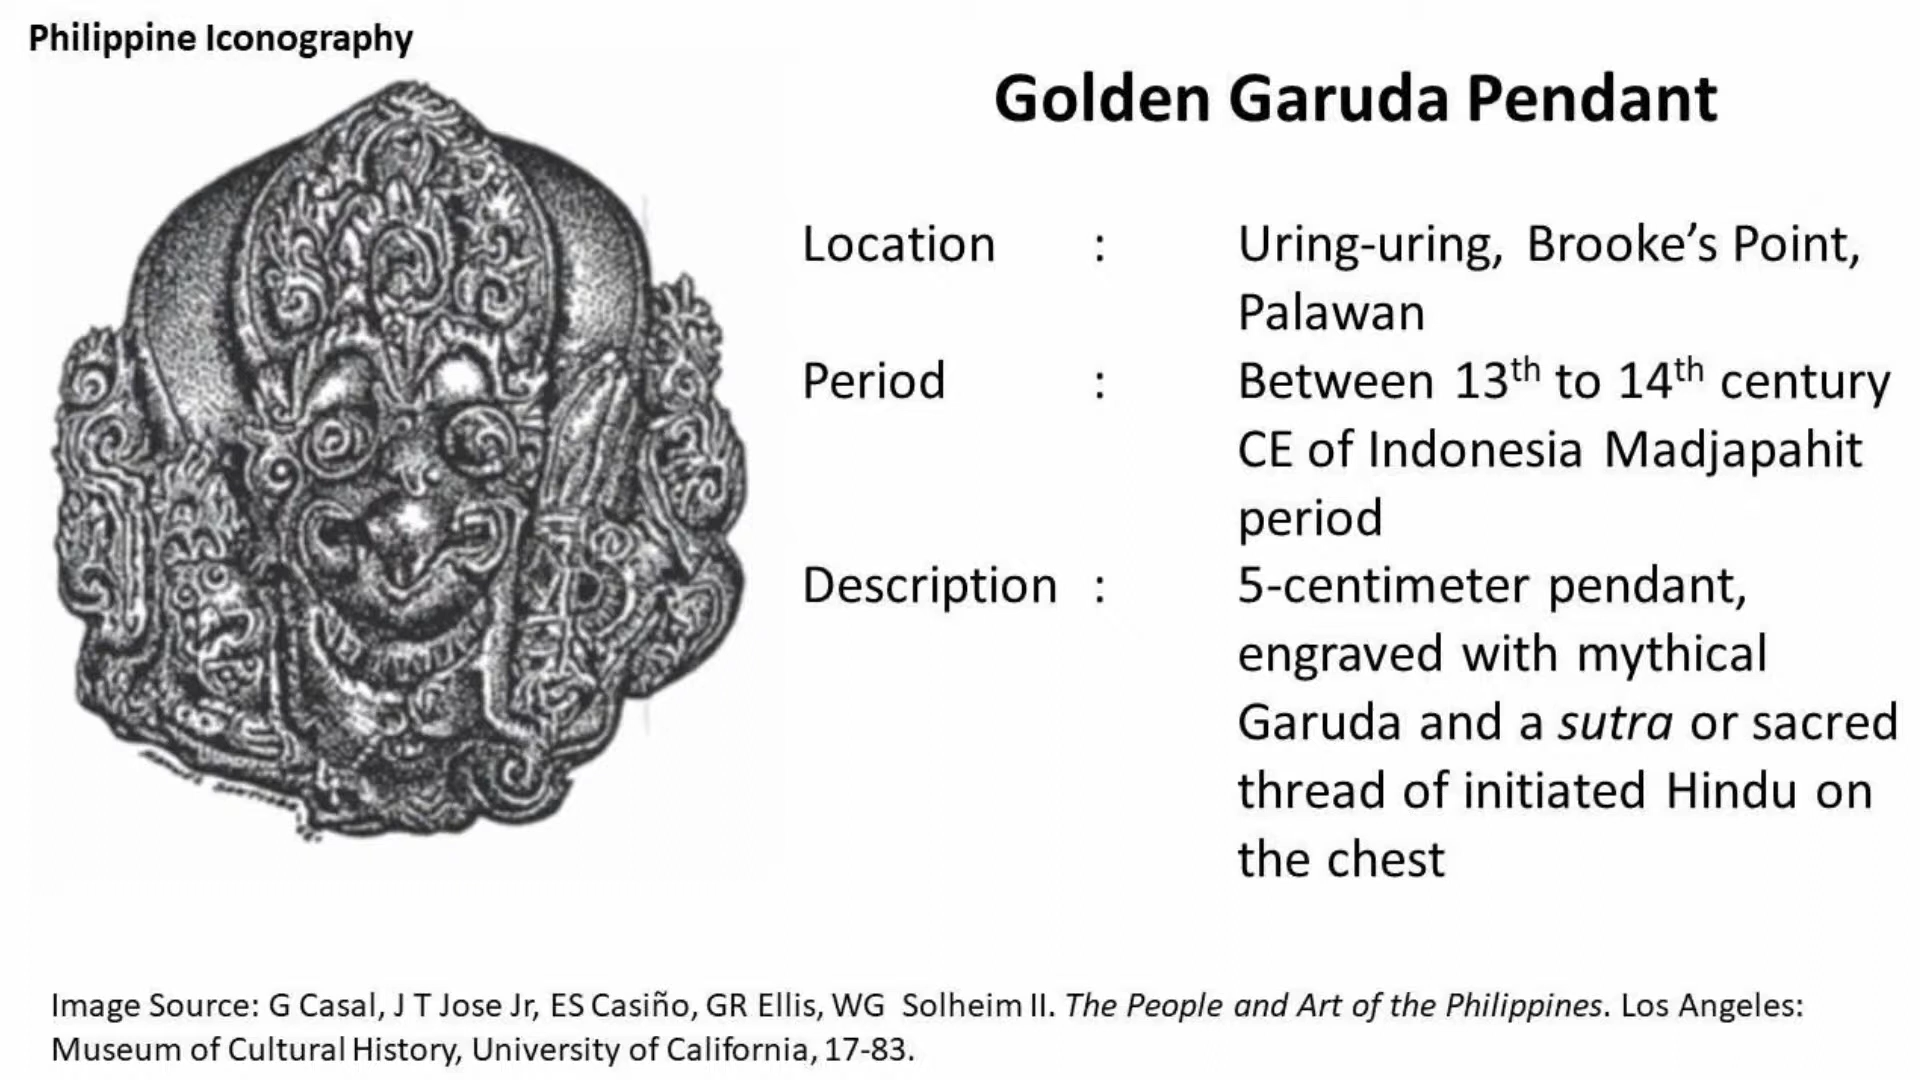 Philippine Iconography
Golden Garuda Pendant
Location : Uring-uring, Brooke's Point,
Palawan
Period : Between 13th to 14th century
CE of Indonesia Madjapahit
period
Description : 5-centimeter pendant,
engraved with mythical
Garuda and a sutra or sacred
thread of initiated Hindu on
the chest
Image Source: G Casal, J T Jose Jr, ES Casiño, GR Ellis, WG Solheim II. The People and Art of the Philippines. Los Angeles:
Museum of Cultural History, University of California, 17-83.